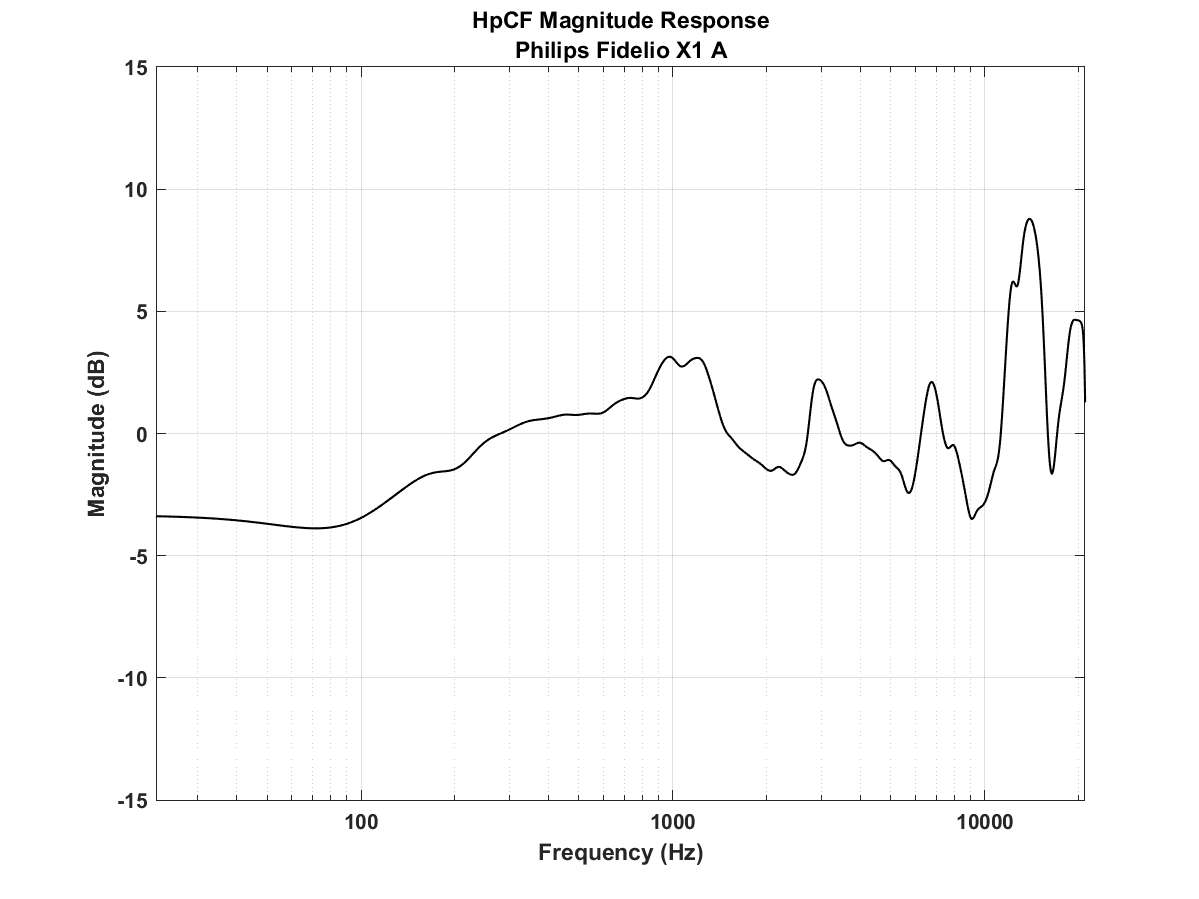 HpCF Magnitude Response
Philips Fidelio X1 A
15
10
5
0
-5
-10
-15
Magnitude (dB)
100
1000
10000
Frequency (Hz)